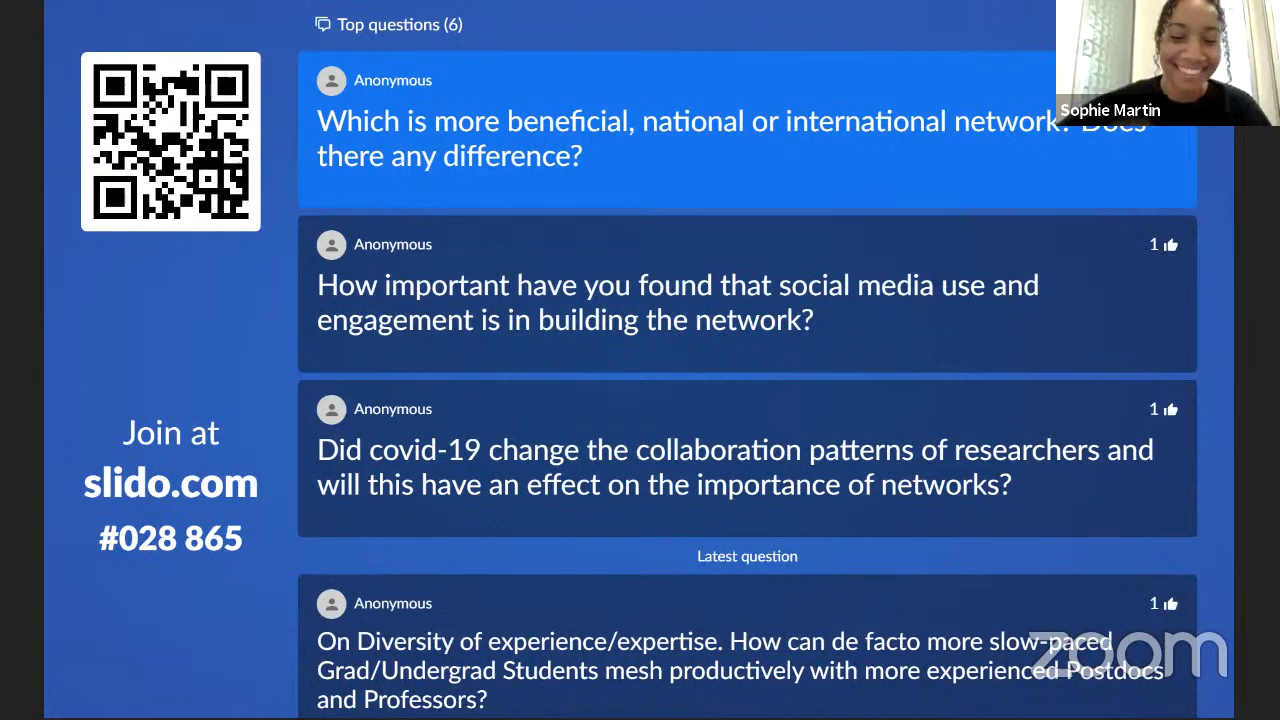 Top questions (6)
Anonymous
Sophie Martin
Which is more beneficial, national or international network? Does
there any difference?
Anonymous
1
How important have you found that social media use and
engagement is in building the network?
Join at
slido.com
#028 865
Anonymous
1
Did covid-19 change the collaboration patterns of researchers and
will this have an effect on the importance of networks?
Latest question
Anonymous
1
On Diversity of experience/expertise. How can de facto more slow-paced
Grad/Undergrad Students mesh productively with more experienced Postdocs
and Professors?
zoom